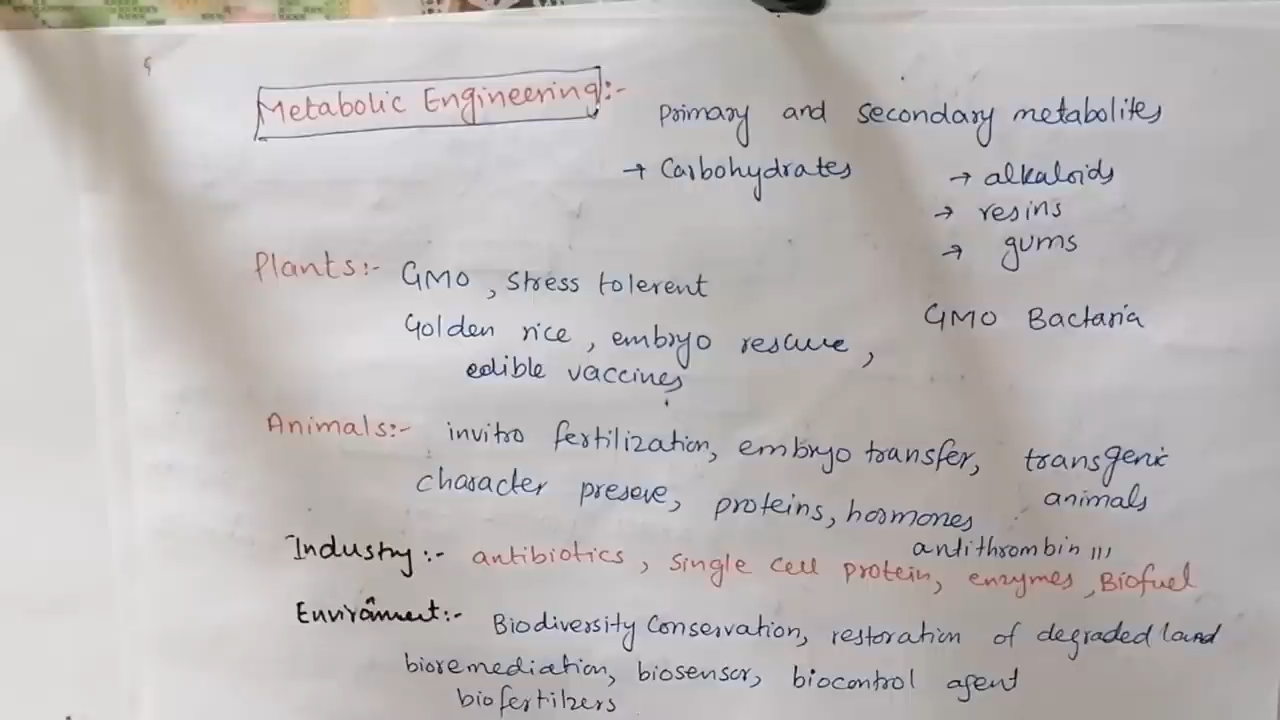 Metabolic Engineering:-
Primary and secondary metabolites
→ Carbohydrates → alkaloids
→ resins
→ gums
Plants:- GMO, stress tolerent
GMO Bactaria
Golden rice, embryo rescue,
edible vaccines
Animals:- invitro fertilization, embryo transfer, transgenic
animals
character preseve, proteins, hormones
antithrombin III
Industry:- antibiotics, single cell protein, enzymes, Biofuel
Envirânment:- Biodiversity Conservation, restoration of degraded land
bioremediation, biosensor, biocontrol agent
biofertilzers